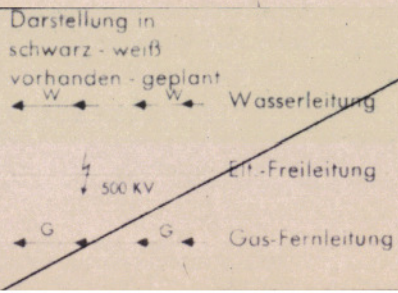 Darstellung in
schwarz - weiß
vorhanden - geplant
W W Wasserleitung
Elt.-Freileitung
500 KV
G G Gas-Fernleitung